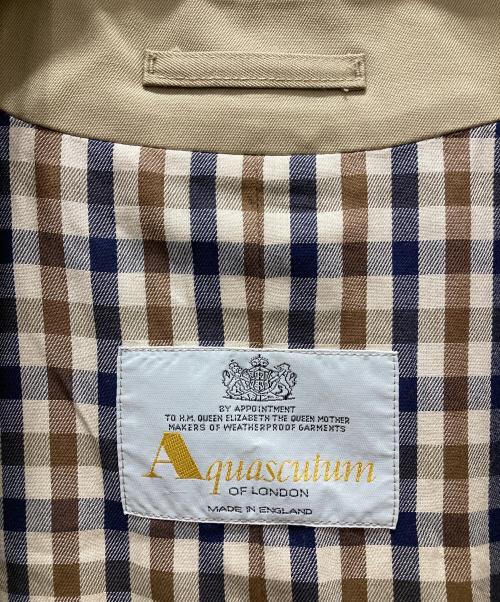 BY APPOINTMENT
TO H.M. QUEEN ELIZABETH THE QUEEN MOTHER
MAKERS OF WEATHERPROOF GARMENTS
Aquascutum
OF LONDON
MADE IN ENGLAND